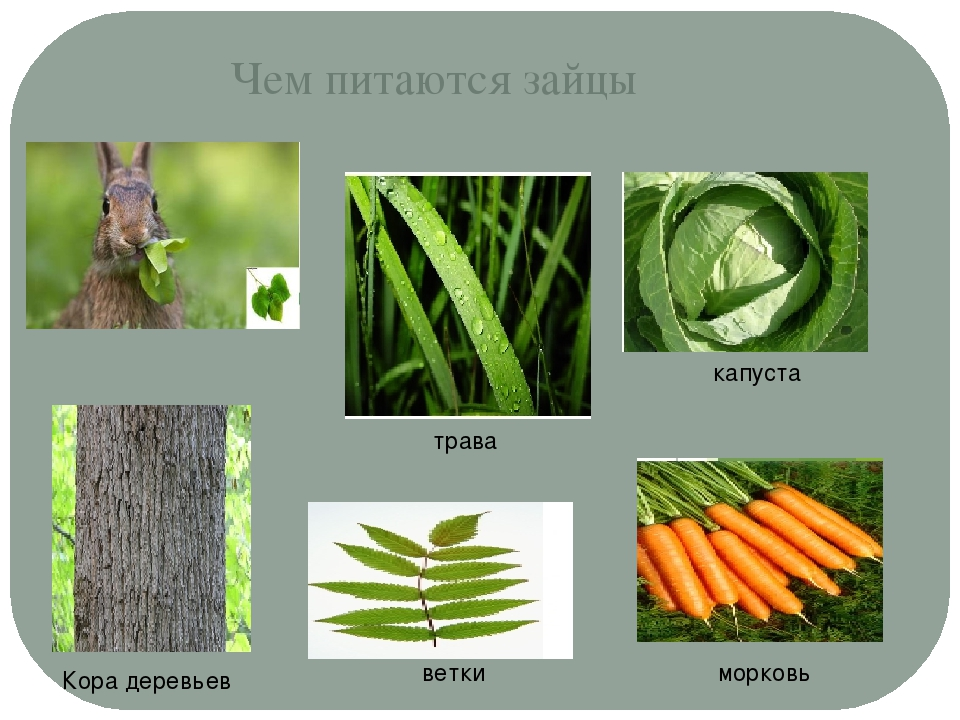 Чем питаются зайцы
капуста
трава
Кора деревьев
ветки
морковь